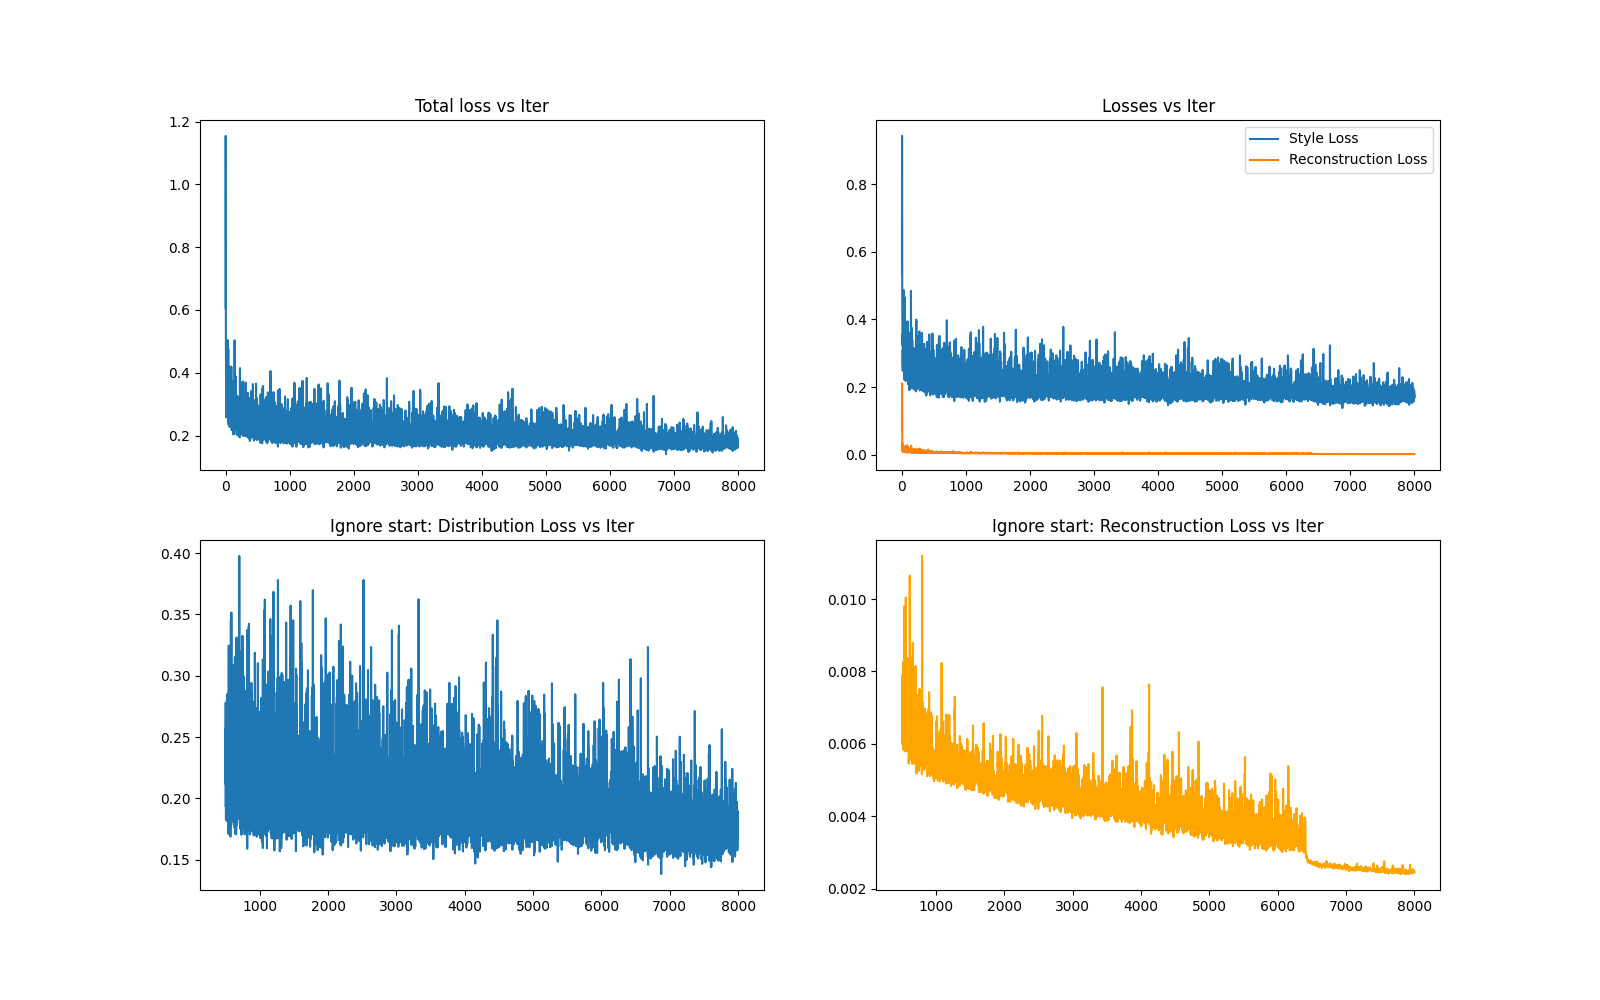 Total loss vs Iter
1.2
1.0
0.8
0.6
0.4
0.2
0 1000 2000 3000 4000 5000 6000 7000 8000
Losses vs Iter
Style Loss
Reconstruction Loss
0.8
0.6
0.4
0.2
0.0
0 1000 2000 3000 4000 5000 6000 7000 8000
Ignore start: Distribution Loss vs Iter
0.40
0.35
0.30
0.25
0.20
0.15
1000 2000 3000 4000 5000 6000 7000 8000
Ignore start: Reconstruction Loss vs Iter
0.010
0.008
0.006
0.004
0.002
1000 2000 3000 4000 5000 6000 7000 8000